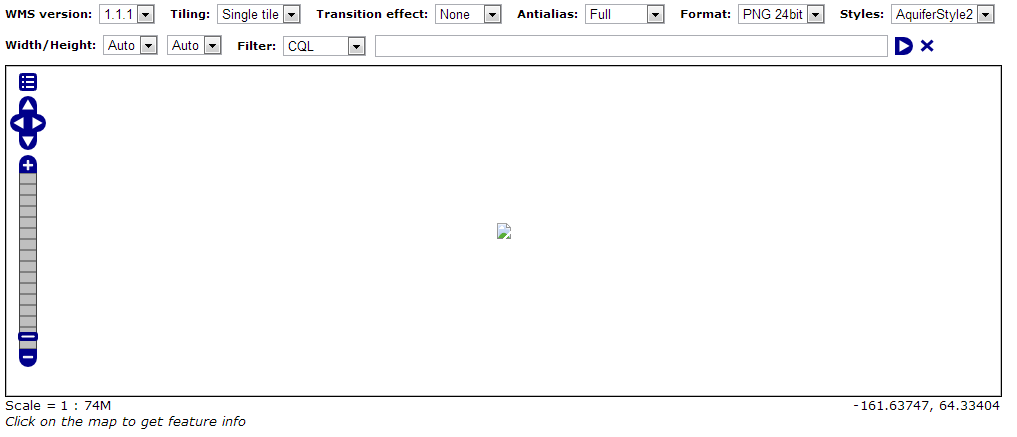 WMS version: 1.1.1 Tiling: Single tile Transition effect: None Antialias: Full Format: PNG 24bit Styles: AquiferStyle2
Width/Height: Auto Auto Filter: CQL
Scale = 1 : 74M -161.63747, 64.33404
Click on the map to get feature info